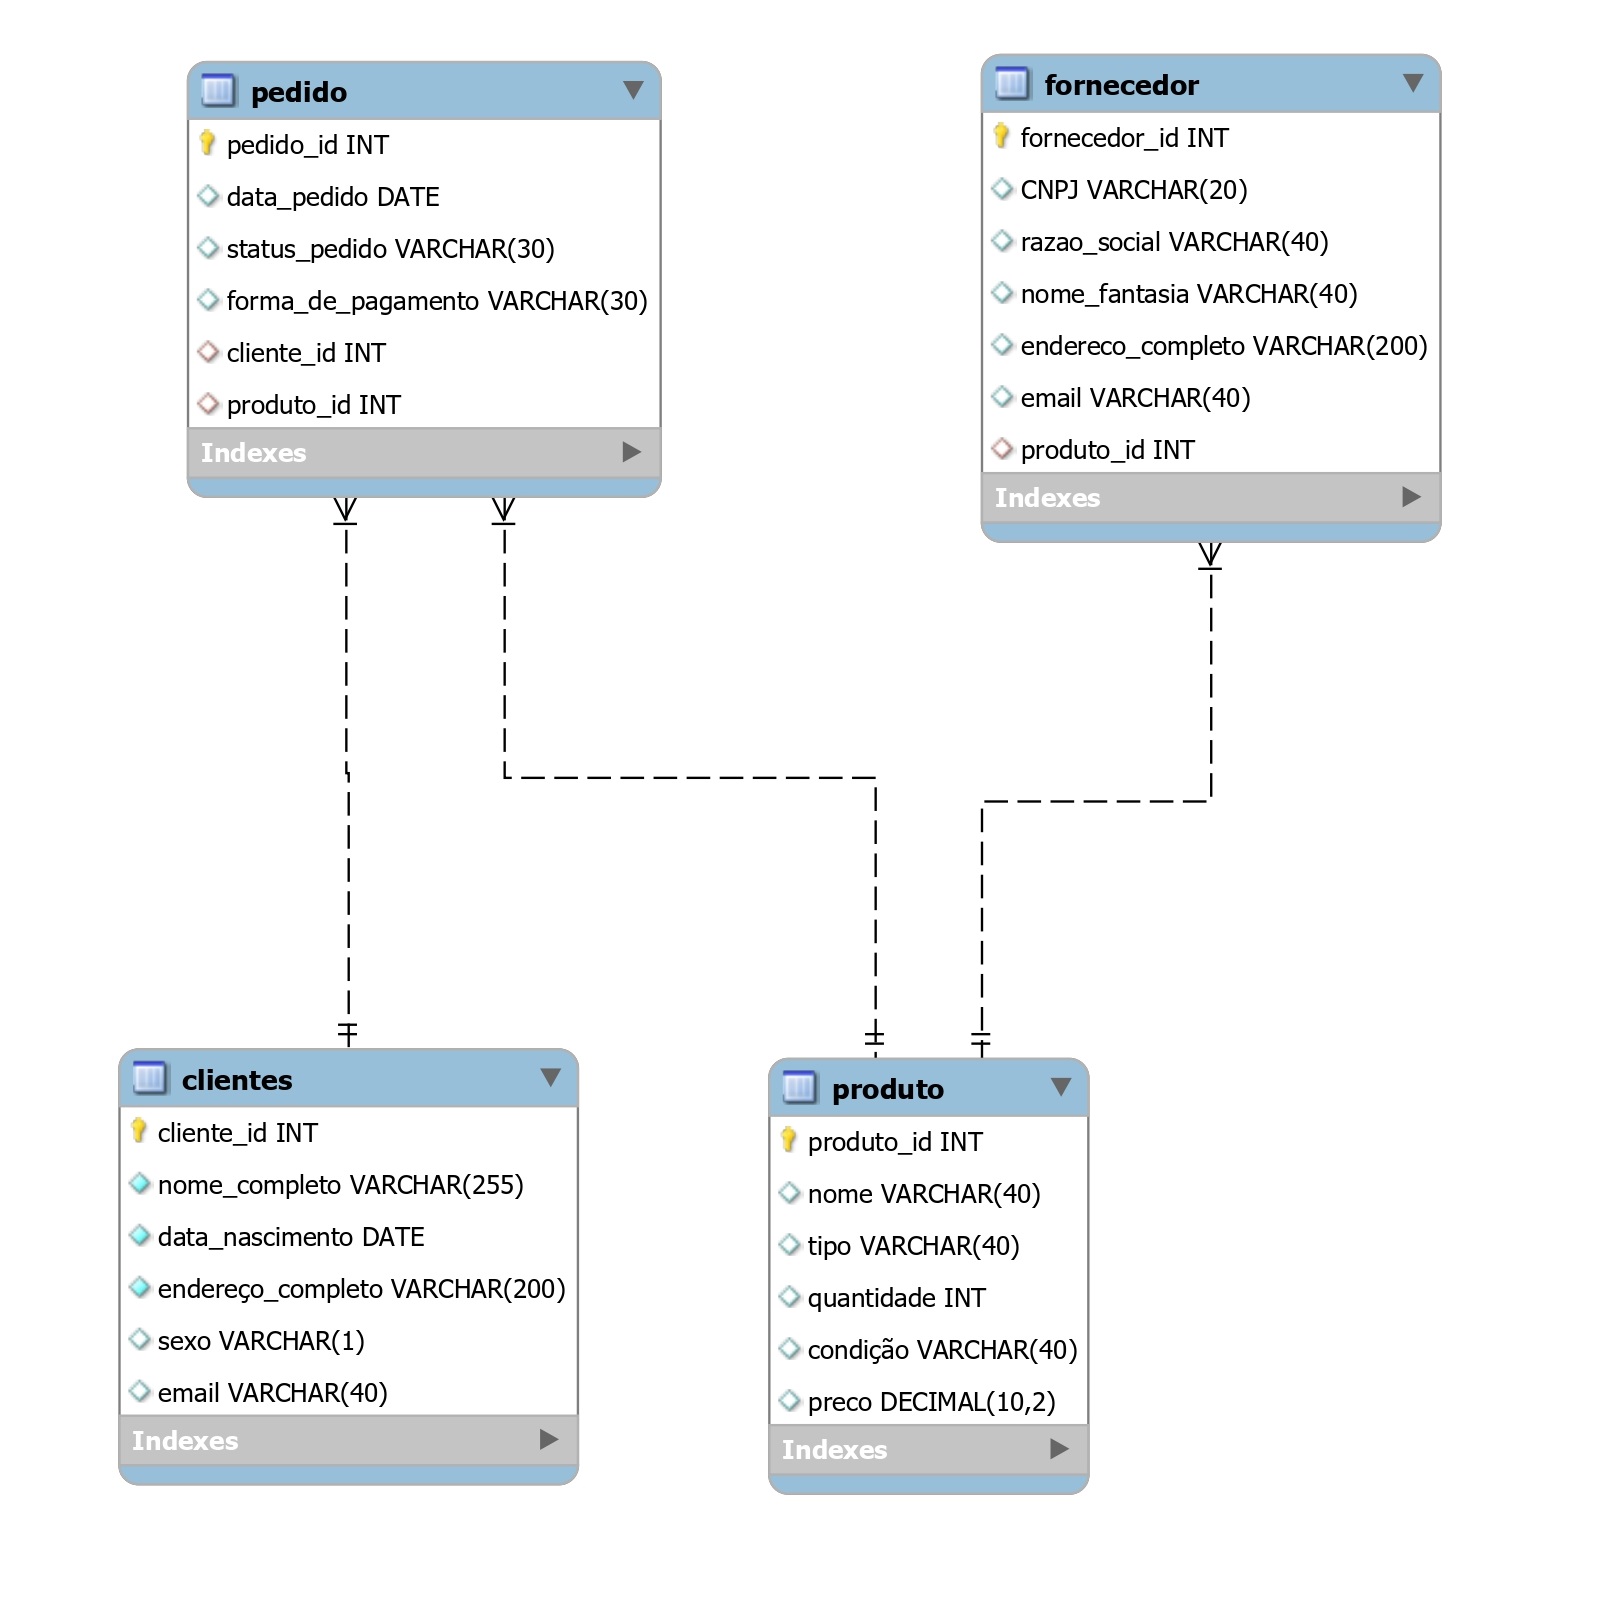 pedido
pedido_id INT
data_pedido DATE
status_pedido VARCHAR(30)
forma_de_pagamento VARCHAR(30)
cliente_id INT
produto_id INT
Indexes
fornecedor
fornecedor_id INT
CNPJ VARCHAR(20)
razao_social VARCHAR(40)
nome_fantasia VARCHAR(40)
endereco_completo VARCHAR(200)
email VARCHAR(40)
produto_id INT
Indexes
clientes
cliente_id INT
nome_completo VARCHAR(255)
data_nascimento DATE
endereço_completo VARCHAR(200)
sexo VARCHAR(1)
email VARCHAR(40)
Indexes
produto
produto_id INT
nome VARCHAR(40)
tipo VARCHAR(40)
quantidade INT
condição VARCHAR(40)
preco DECIMAL(10,2)
Indexes